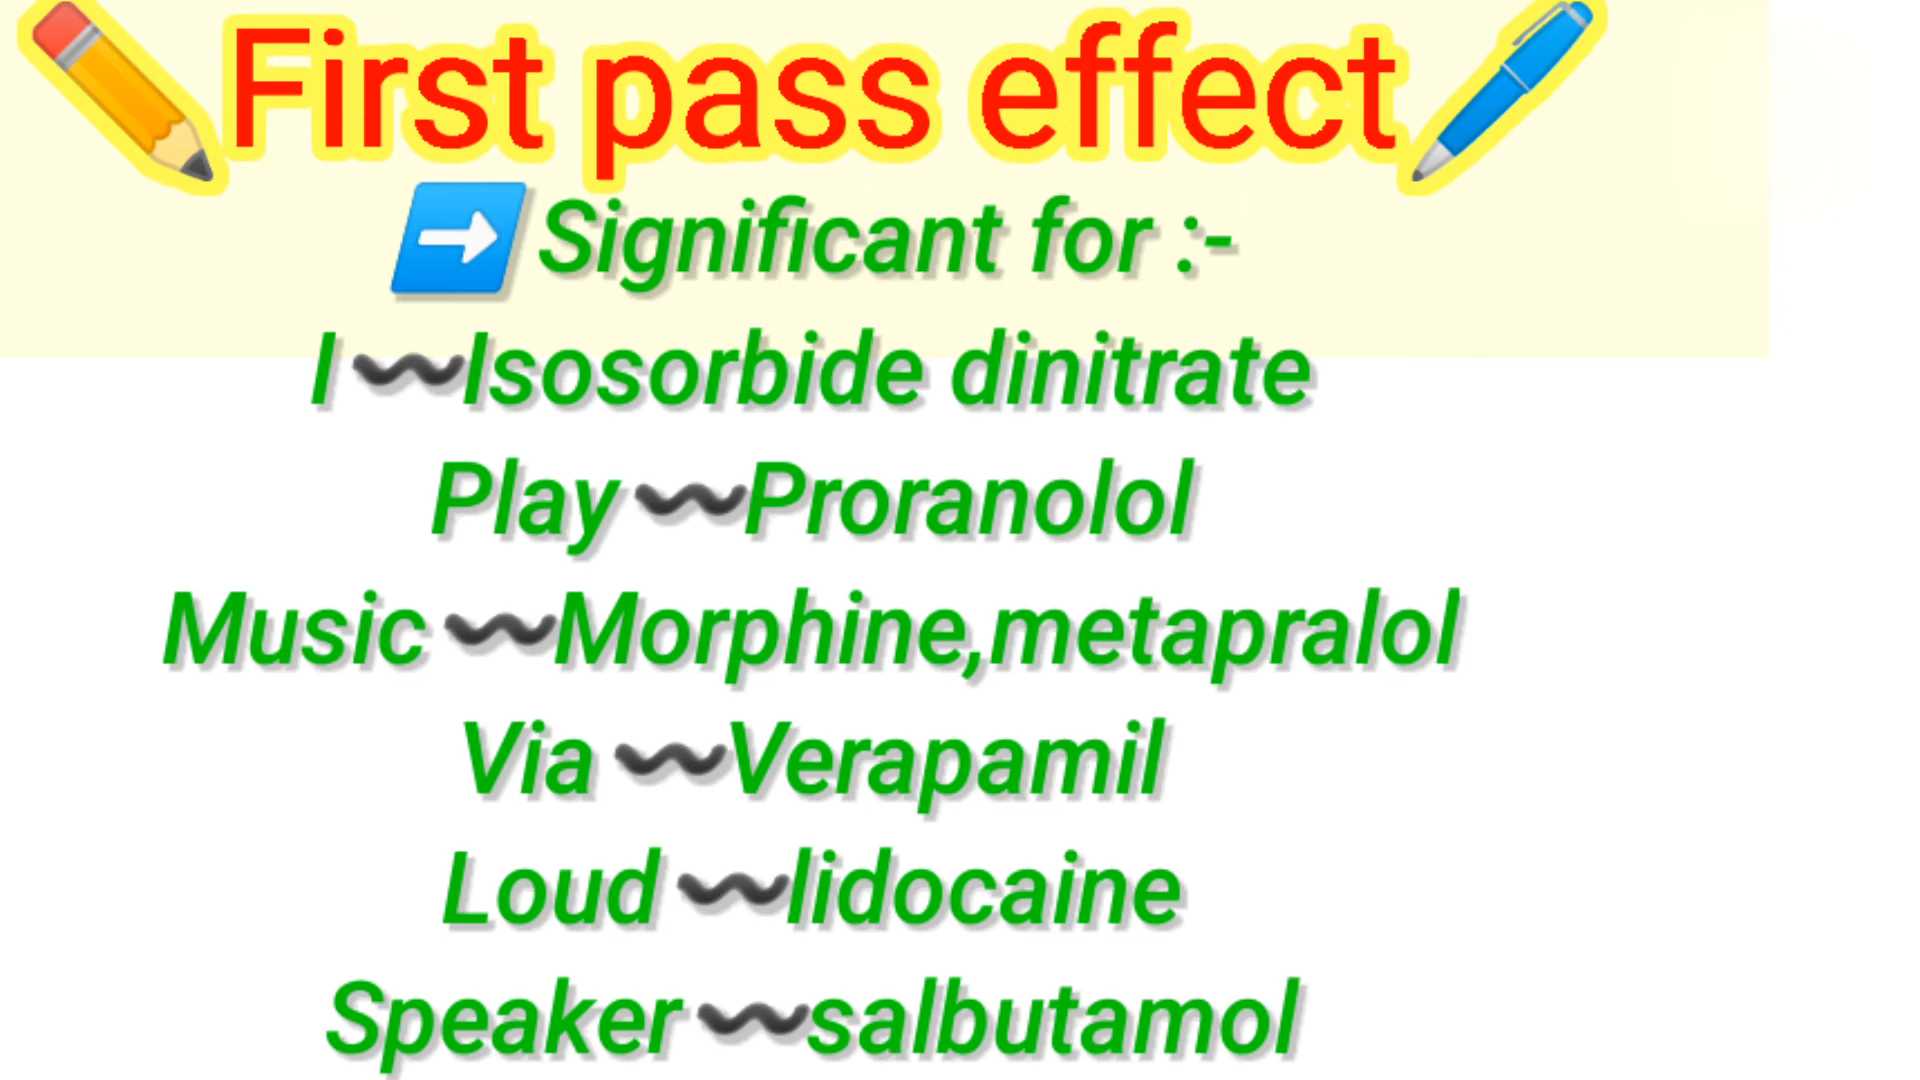 First pass effect
Significant for :-
I 〰Isosorbide dinitrate
Play 〰Proranolol
Music 〰Morphine,metapralol
Via 〰Verapamil
Loud 〰lidocaine
Speaker 〰salbutamol